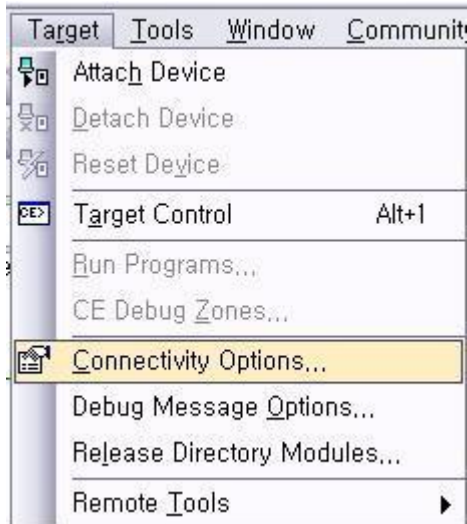 Target Tools Window Communit
Attach Device
Detach Device
Reset Device
CE> Target Control Alt+1
Run Programs...
CE Debug Zones...
Connectivity Options...
Debug Message Options...
Release Directory Modules...
Remote Tools